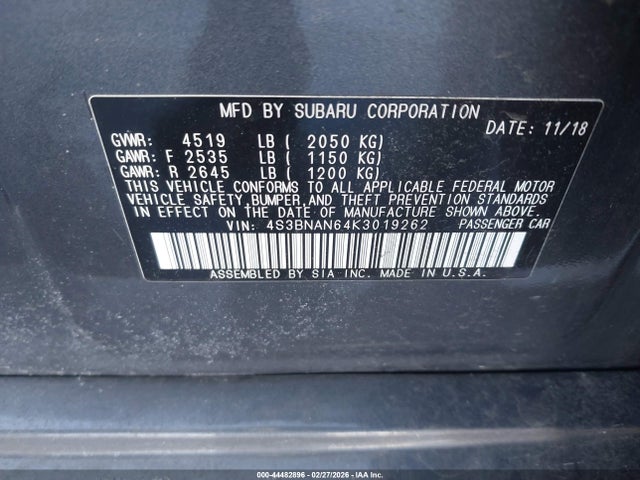 MFD BY SUBARU CORPORATION
DATE: 11/18
GVWR: 4519 LB ( 2050 KG)
GAWR: F 2535 LB ( 1150 KG)
GAWR: R 2645 LB ( 1200 KG)
THIS VEHICLE CONFORMS TO ALL APPLICABLE FEDERAL MOTOR
VEHICLE SAFETY, BUMPER, AND THEFT PREVENTION STANDARDS
IN EFFECT ON THE DATE OF MANUFACTURE SHOWN ABOVE.
VIN: 4S3BNAN64K3019262 PASSENGER CAR
ASSEMBLED BY SIA INC. MADE IN U.S.A.
000-44482896 - 02/27/2026 - IAA Inc.